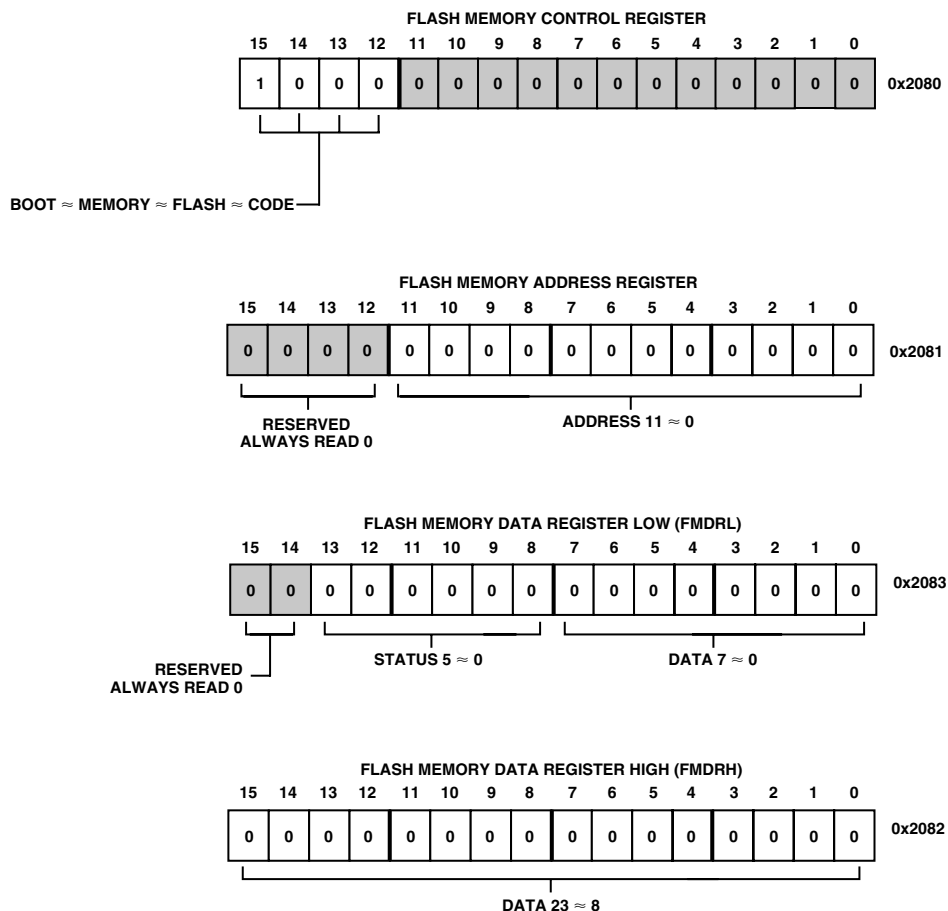 FLASH MEMORY CONTROL REGISTER
15 14 13 12 11 10 9 8 7 6 5 4 3 2 1 0
1 0 0 0 0 0 0 0 0 0 0 0 0 0 0 0 0x2080
BOOT ≈ MEMORY ≈ FLASH ≈ CODE
FLASH MEMORY ADDRESS REGISTER
15 14 13 12 11 10 9 8 7 6 5 4 3 2 1 0
0 0 0 0 0 0 0 0 0 0 0 0 0 0 0 0 0x2081
RESERVED
ALWAYS READ 0
ADDRESS 11 ≈ 0
FLASH MEMORY DATA REGISTER LOW (FMDRL)
15 14 13 12 11 10 9 8 7 6 5 4 3 2 1 0
0 0 0 0 0 0 0 0 0 0 0 0 0 0 0 0 0x2083
STATUS 5 ≈ 0 DATA 7 ≈ 0
RESERVED
ALWAYS READ 0
FLASH MEMORY DATA REGISTER HIGH (FMDRH)
15 14 13 12 11 10 9 8 7 6 5 4 3 2 1 0
0 0 0 0 0 0 0 0 0 0 0 0 0 0 0 0 0x2082
DATA 23 ≈ 8